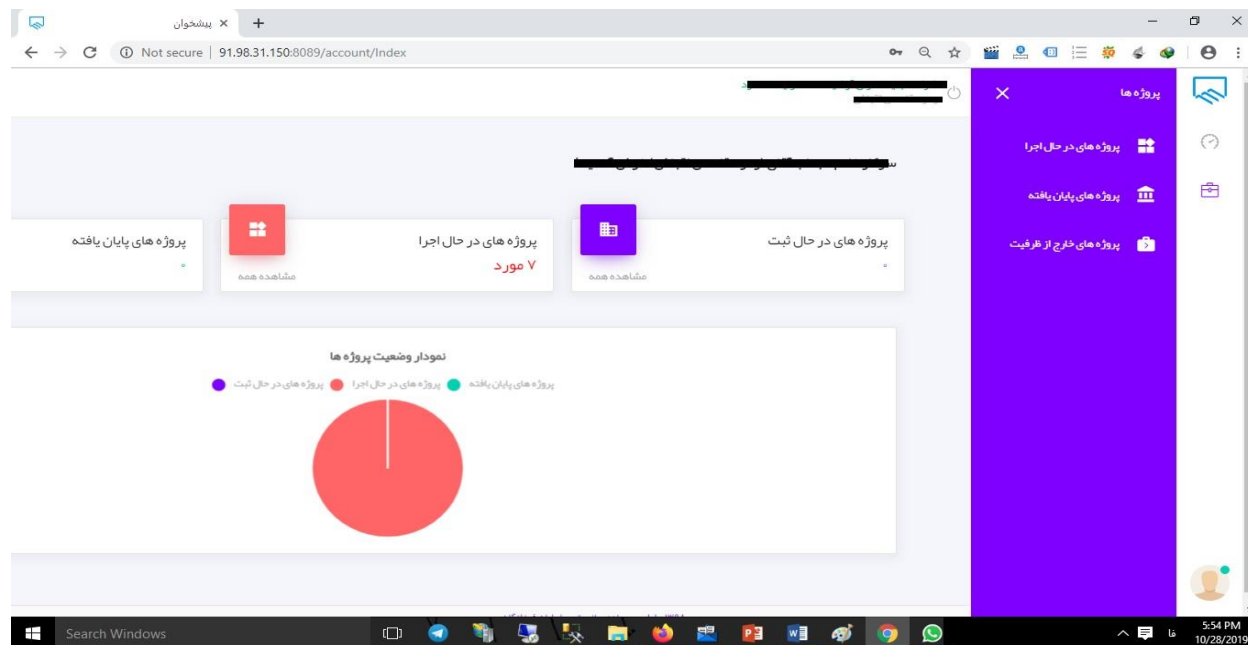 پیشخوان
Not secure | 91.98.31.150:8089/account/Index
پروژه ها
پروژه های در حال اجرا
پروژه های پایان یافته
پروژه های خارج از ظرفیت
پروژه های در حال ثبت
۰
مشاهده همه
پروژه های در حال اجرا
۷ مورد
مشاهده همه
پروژه های پایان یافته
۰
نمودار وضعیت پروژه ها
پروژه های پایان یافته پروژه های در حال اجرا پروژه های در حال ثبت
Search Windows
فا
5:54 PM
10/28/2019